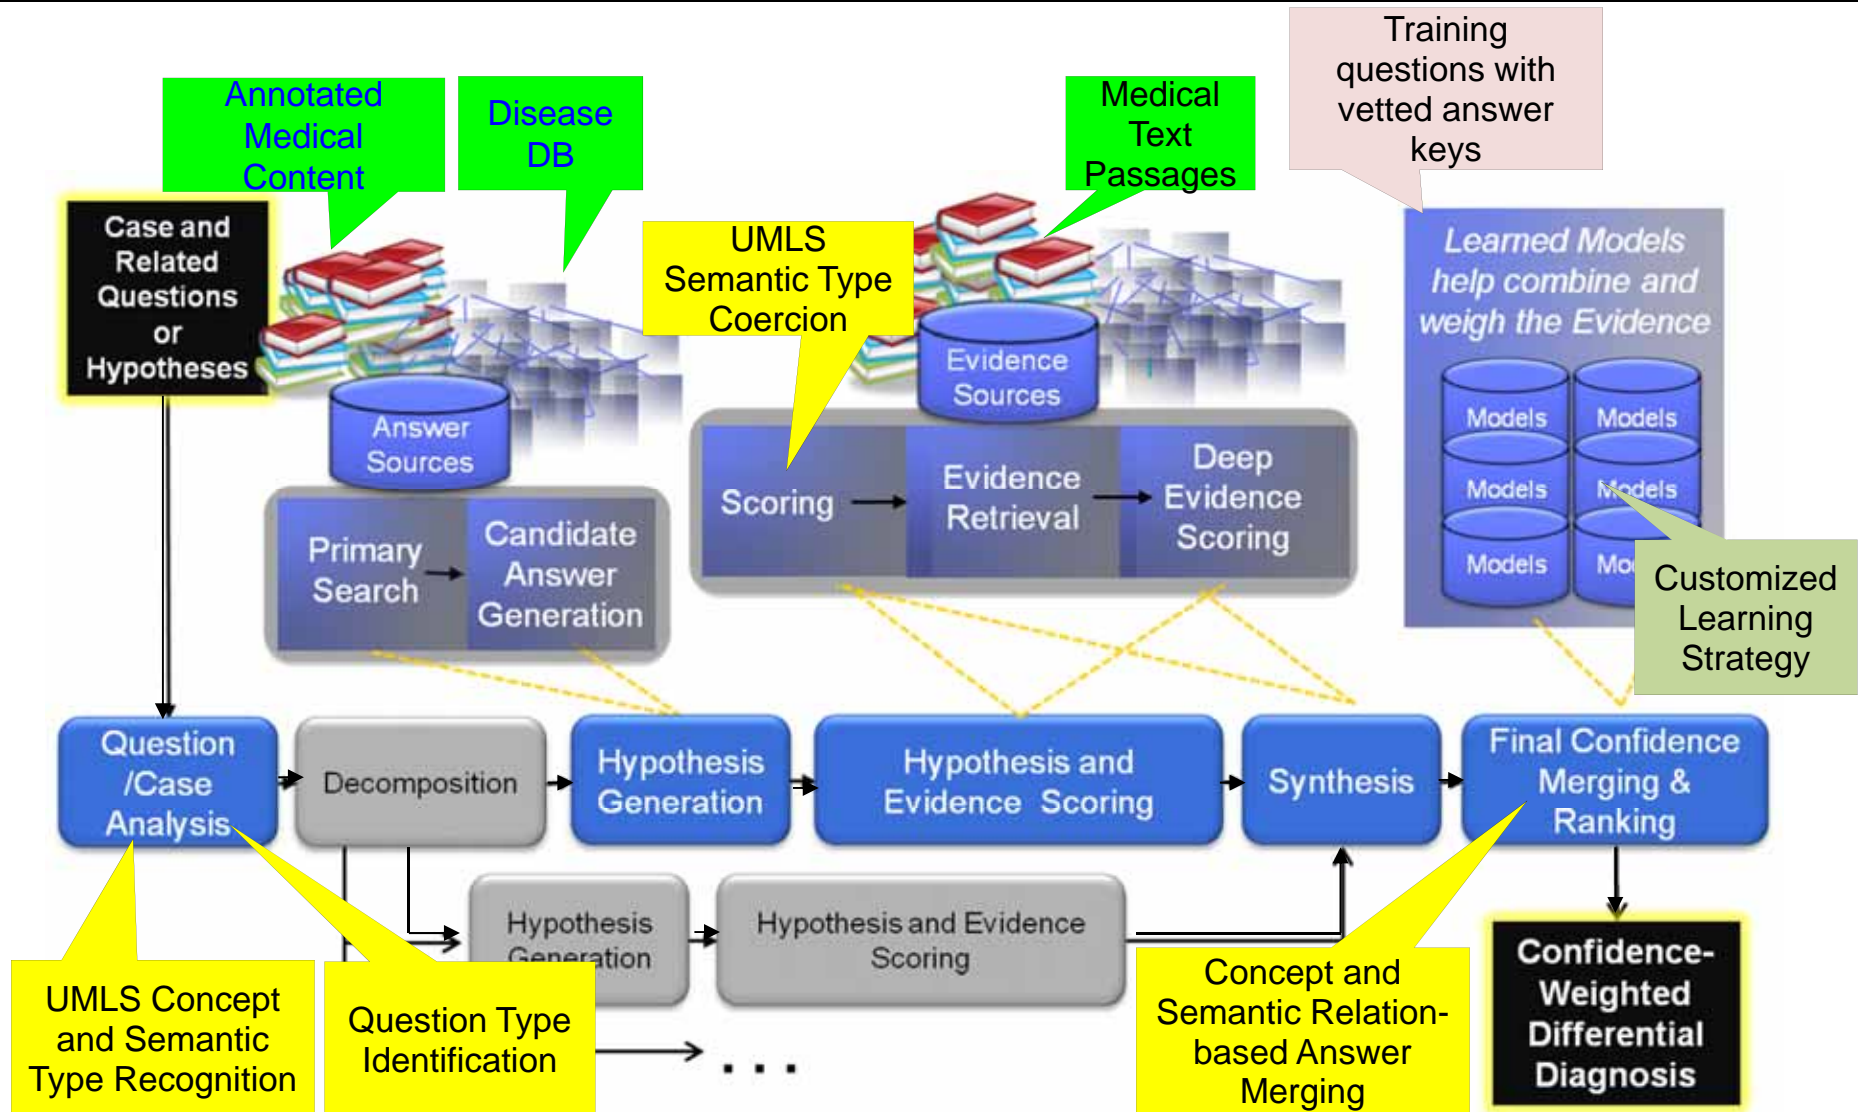 Annotated
Medical
Content
Disease
DB
Medical
Text
Passages
Training
questions with
vetted answer
keys
Case and
Related
Questions
or
Hypotheses
UMLS
Semantic Type
Coercion
Learned Models
help combine and
weigh the Evidence
Answer
Sources
Evidence
Sources
Models
Models
Models
Models
Models
Mo
Primary
Search
Candidate
Answer
Generation
Scoring
Evidence
Retrieval
Deep
Evidence
Scoring
Customized
Learning
Strategy
Question
/Case
Analysis
Decomposition
Hypothesis
Generation
Hypothesis and
Evidence Scoring
Synthesis
Final Confidence
Merging &
Ranking
Hypothesis
Generation
Hypothesis and Evidence
Scoring
UMLS Concept
and Semantic
Type Recognition
Question Type
Identification
. . .
Concept and
Semantic Relation-
based Answer
Merging
Confidence-
Weighted
Differential
Diagnosis